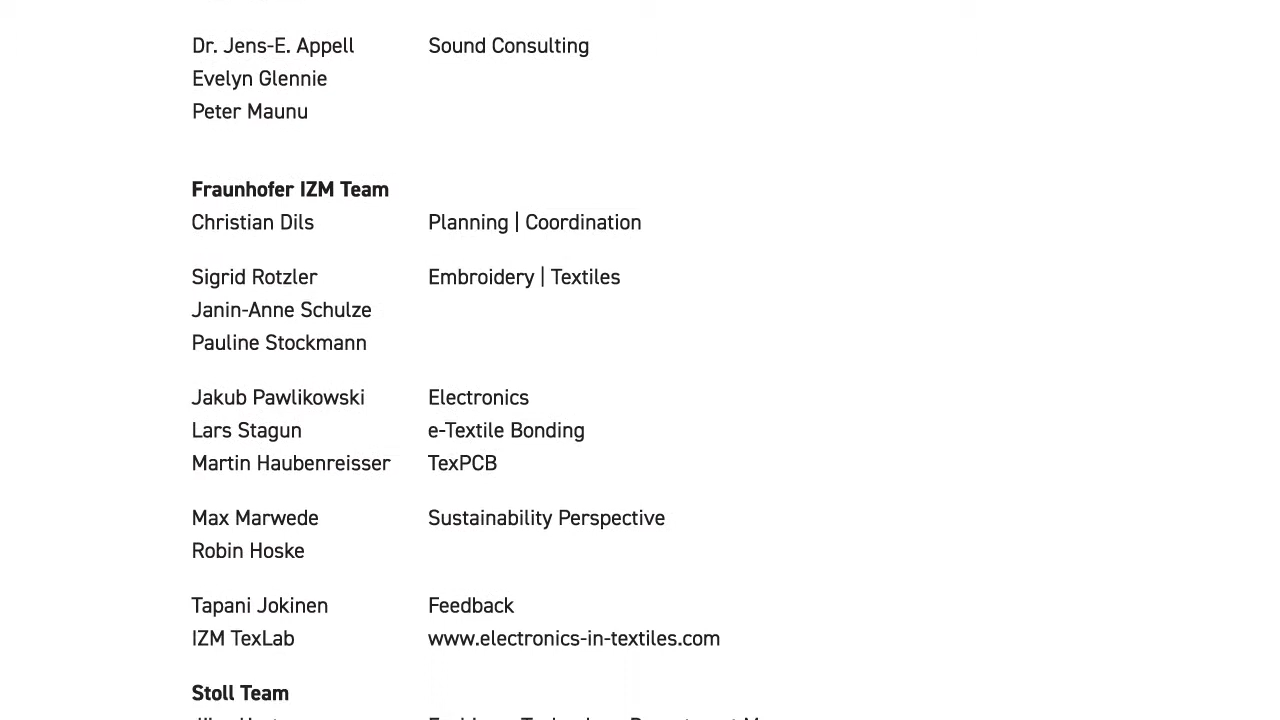 Dr. Jens-E. Appell Sound Consulting
Evelyn Glennie
Peter Maunu
Fraunhofer IZM Team
Christian Dils Planning | Coordination
Sigrid Rotzler Embroidery | Textiles
Janin-Anne Schulze
Pauline Stockmann
Jakub Pawlikowski Electronics
Lars Stagun e-Textile Bonding
Martin Haubenreisser TexPCB
Max Marwede Sustainability Perspective
Robin Hoske
Tapani Jokinen Feedback
IZM TexLab www.electronics-in-textiles.com
Stoll Team